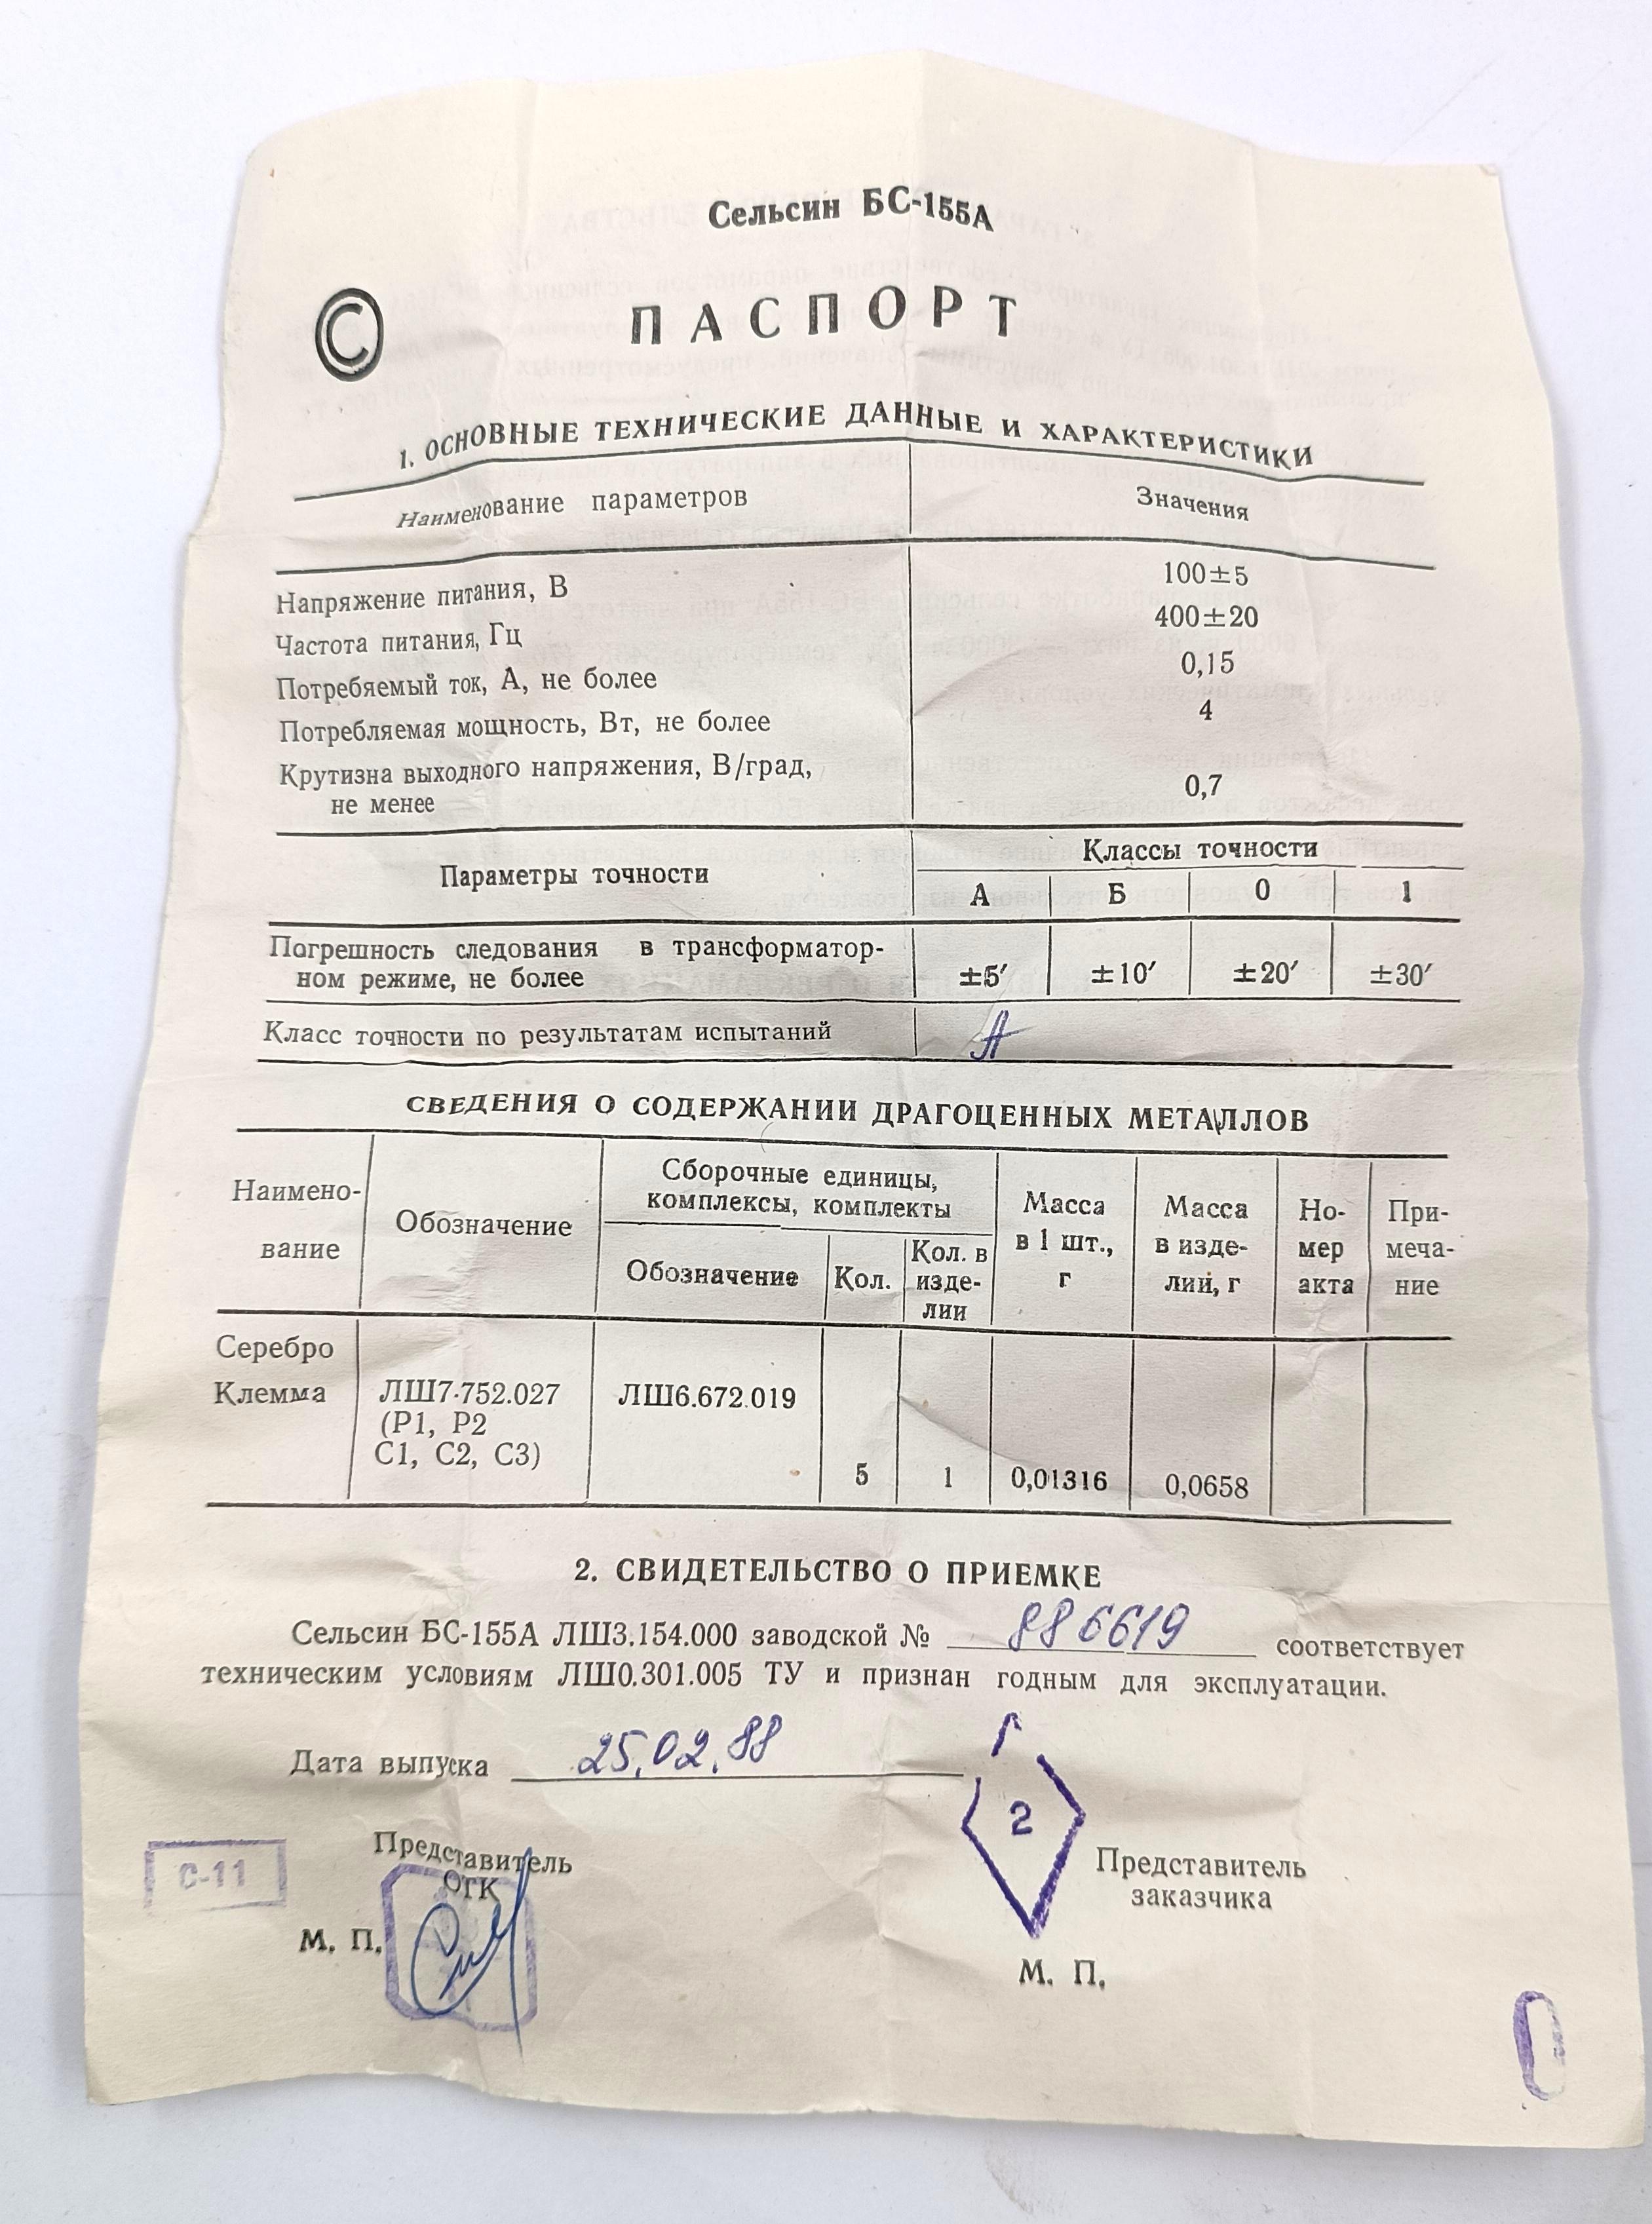 Сельсин БС-155А
©
ПАСПОРТ
1. ОСНОВНЫЕ ТЕХНИЧЕСКИЕ ДАННЫЕ И ХАРАКТЕРИСТИКИ
Наименование параметров Значения
Напряжение питания, В 100±5
Частота питания, Гц 400±20
Потребяемый ток, А, не более 0,15
Потребляемая мощность, Вт, не более 4
Крутизна выходного напряжения, В/град,
не менее 0,7
Параметры точности Классы точности
А Б 0 1
Погрешность следования в трансформатор-
ном режиме, не более ±5′ ±10′ ±20′ ±30′
Класс точности по результатам испытаний А
СВЕДЕНИЯ О СОДЕРЖАНИИ ДРАГОЦЕННЫХ МЕТАЛЛОВ
Наимено-
вание
Обозначение
Сборочные единицы,
комплексы, комплекты
Обозначение
Кол.
Кол. в
изде-
лии
Масса
в 1 шт.,
г
Масса
в изде-
лий, г
Но-
мер
акта
При-
меча-
ние
Серебро
Клемма ЛШ7.752.027 ЛШ6.672.019
(Р1, Р2
С1, С2, С3)
5 1 0,01316 0,0658
2. СВИДЕТЕЛЬСТВО О ПРИЕМКЕ
Сельсин БС-155А ЛШ3.154.000 заводской № 886619 соответствует
техническим условиям ЛШ0.301.005 ТУ и признан годным для эксплуатации.
Дата выпуска 25.02.88
2
С-11
Представитель
ОТК
М. П.
Представитель
заказчика
М. П.